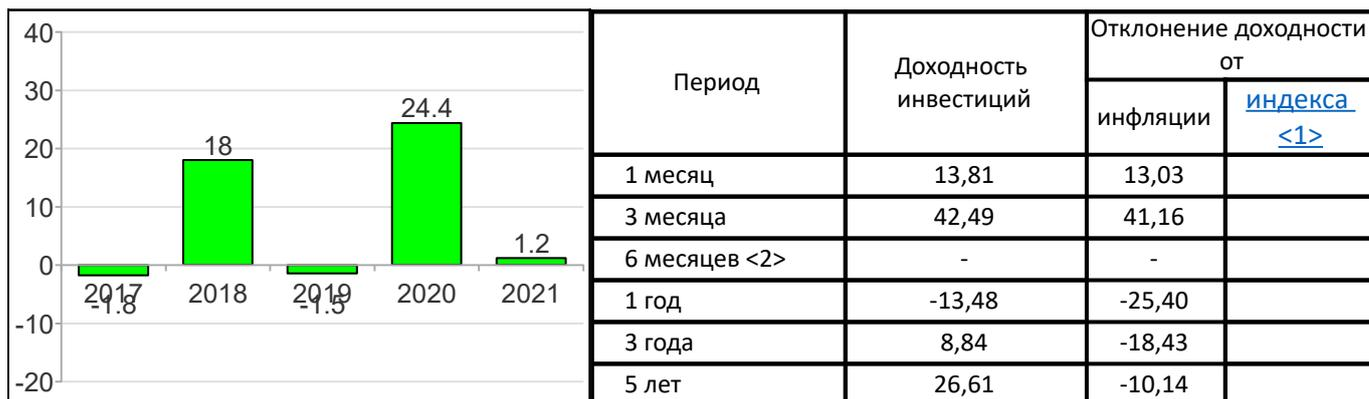 40
30
20
10
0
-10
-20
-1.8
18
-1.5
24.4
1.2
2017 2018 2019 2020 2021
Период
Доходность
инвестиций
Отклонение доходности
от
инфляции
индекса
<1>
1 месяц 13,81 13,03
3 месяца 42,49 41,16
6 месяцев <2> - -
1 год -13,48 -25,40
3 года 8,84 -18,43
5 лет 26,61 -10,14